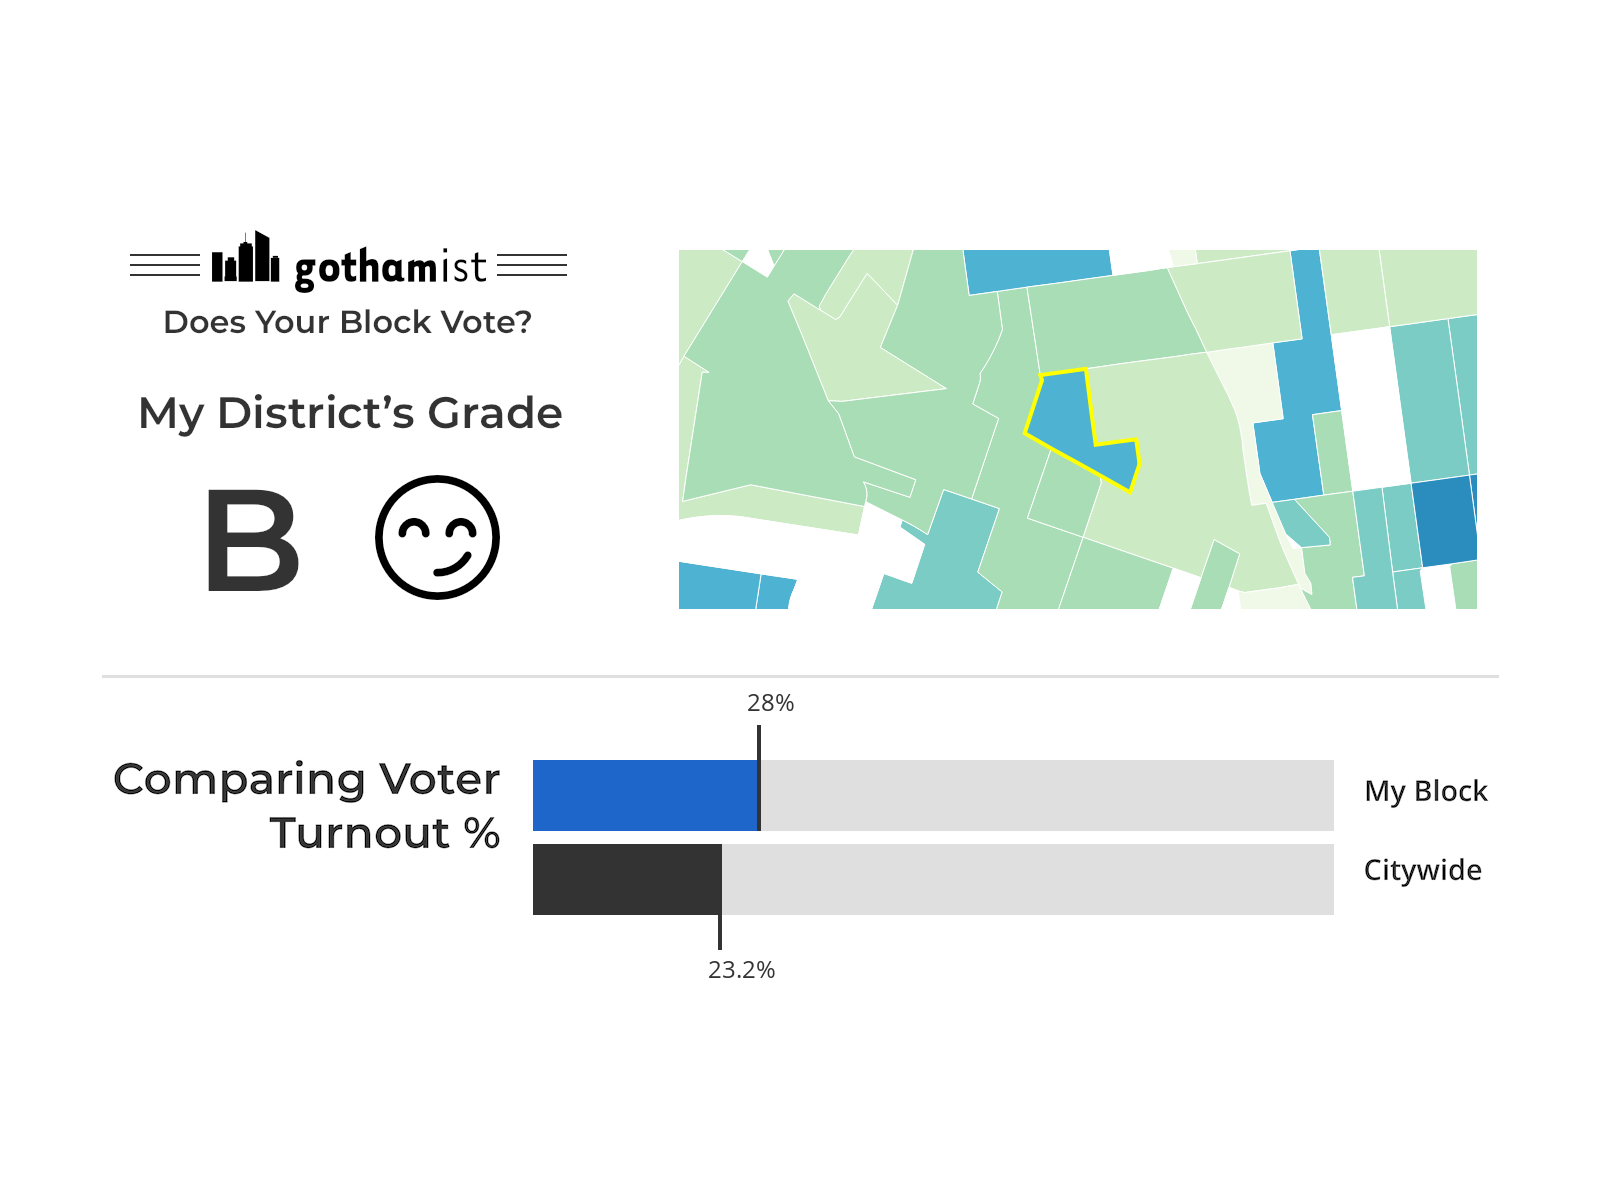 gothamist
Does Your Block Vote?
My District's Grade
B
28%
Comparing Voter
Turnout %
My Block
Citywide
23.2%